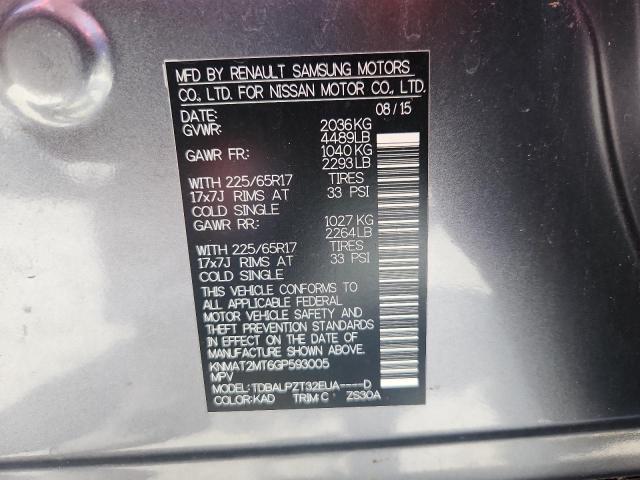 MFD BY RENAULT SAMSUNG MOTORS
CO., LTD. FOR NISSAN MOTOR CO., LTD.
DATE: 08/15
GVWR: 2036KG
4489LB
GAWR FR: 1040KG
2293LB
WITH 225/65R17 TIRES
17x7J RIMS AT 33 PSI
COLD SINGLE
GAWR RR: 1027KG
2264LB
WITH 225/65R17 TIRES
17x7J RIMS AT 33 PSI
COLD SINGLE
THIS VEHICLE CONFORMS TO
ALL APPLICABLE FEDERAL
MOTOR VEHICLE SAFETY AND
THEFT PREVENTION STANDARDS
IN EFFECT ON THE DATE OF
MANUFACTURE SHOWN ABOVE.
KNMAT2MT6GP593005
MPV
MODEL:TDBALPZT32EUA----D
COLOR:KAD TRIM:C ZS30A